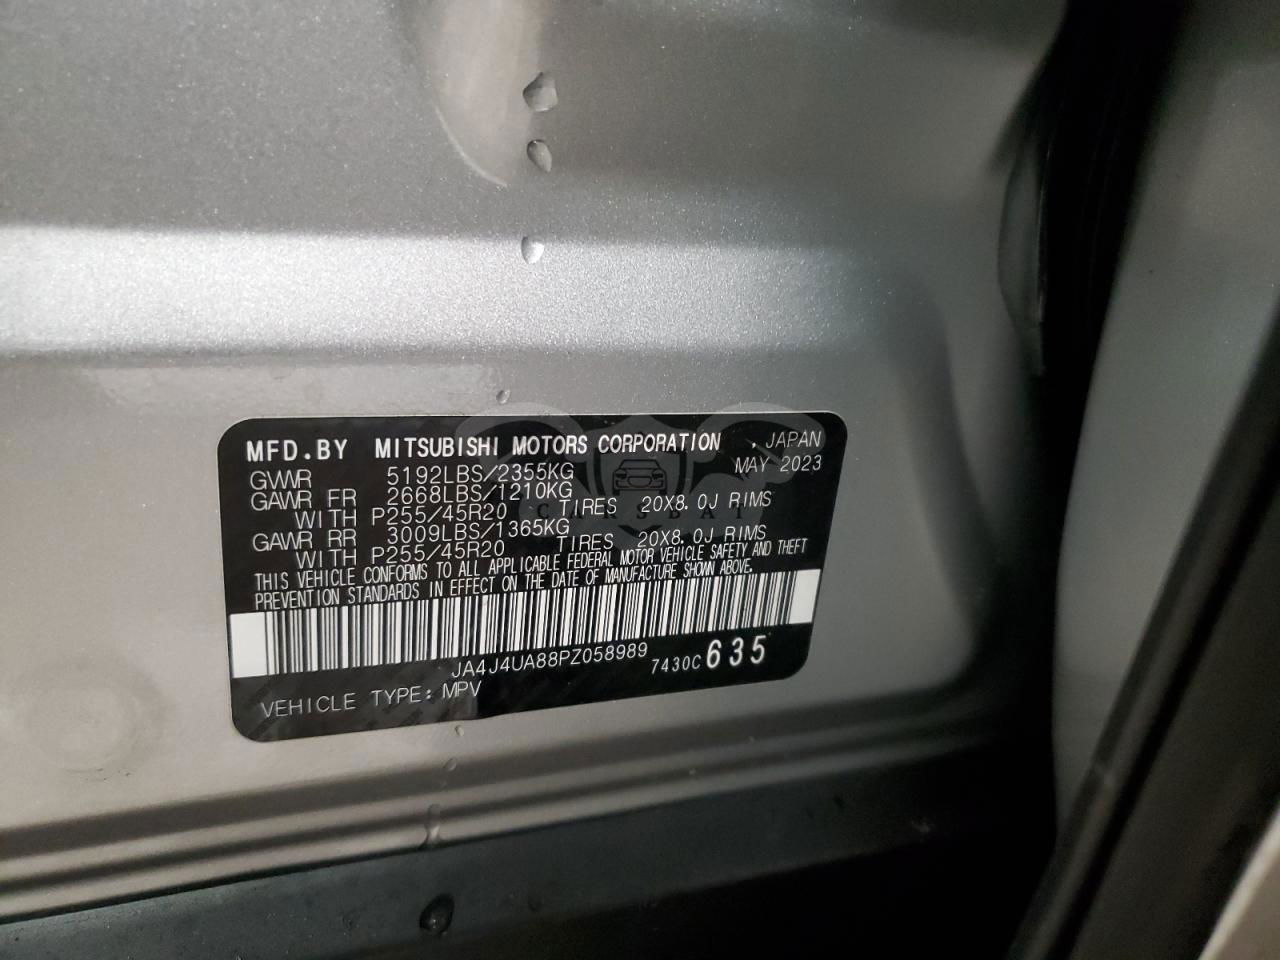 MFD.BY MITSUBISHI MOTORS CORPORATION , JAPAN
GVWR 5192LBS/2355KG MAY 2023
GAWR FR 2668LBS/1210KG
WITH P255/45R20 TIRES 20X8.0J RIMS
GAWR RR 3009LBS/1365KG
WITH P255/45R20 TIRES 20X8.0J RIMS
THIS VEHICLE CONFORMS TO ALL APPLICABLE FEDERAL MOTOR VEHICLE SAFETY AND THEFT
PREVENTION STANDARDS IN EFFECT ON THE DATE OF MANUFACTURE SHOWN ABOVE.
JA4J4UA88PZ058989 7430C 635
VEHICLE TYPE: MPV
CARSBAT